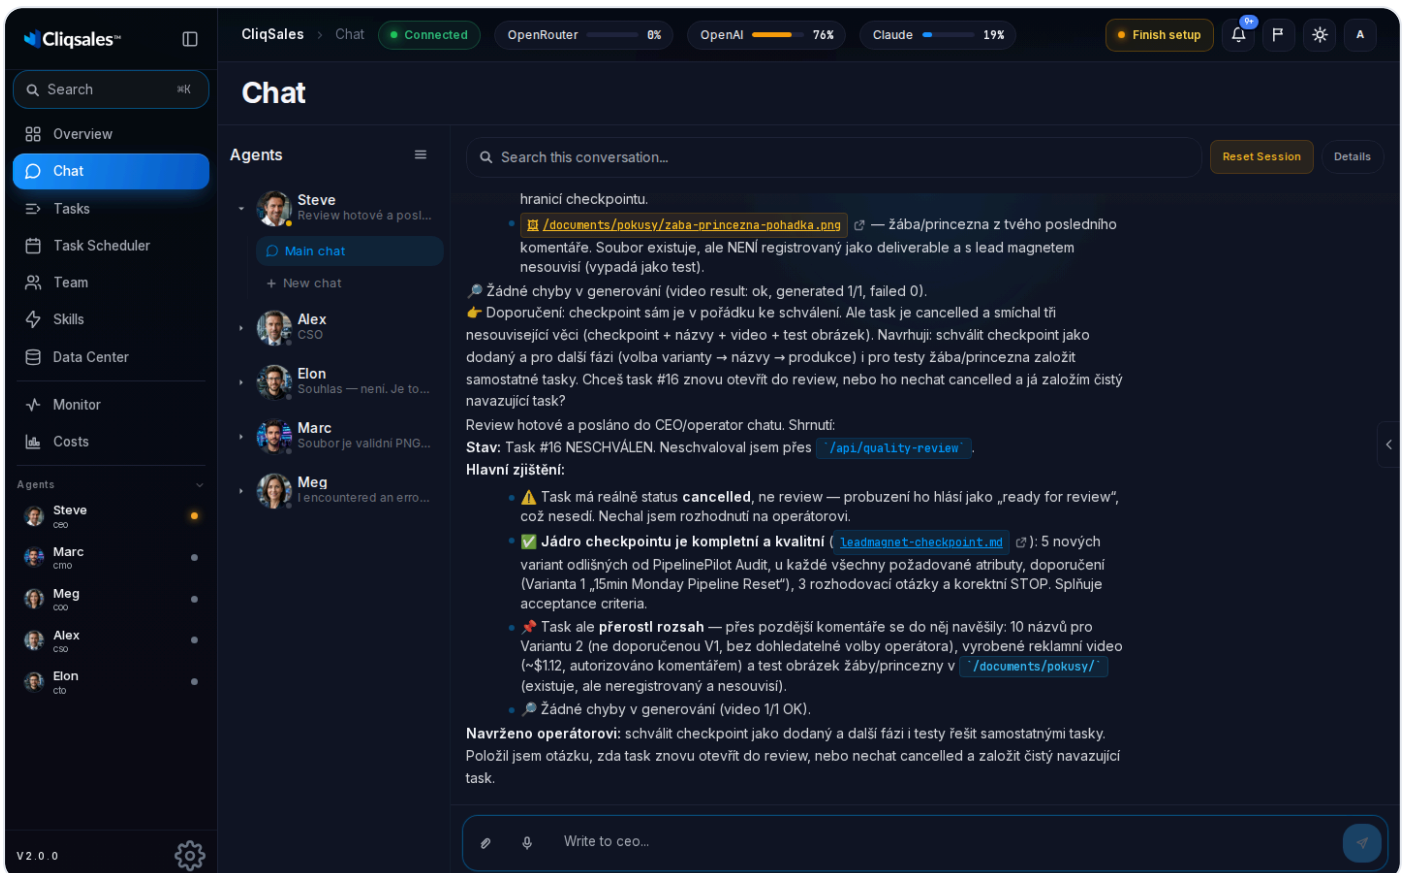 Cliqsales℠
CliqSales › Chat
Connected
OpenRouter 0%
OpenAI 76%
Claude 19%
Finish setup
9+
A
Search ⌘K
Overview
Chat
Tasks
Task Scheduler
Team
Skills
Data Center
Monitor
Costs
Agents
Steve
ceo
Marc
cmo
Meg
coo
Alex
cso
Elon
cto
V2.0.0
Chat
Agents
Steve
Review hotové a posl...
Main chat
+ New chat
Alex
CSO
Elon
Souhlas — není. Je to...
Marc
Soubor je validní PNG...
Meg
I encountered an erro...
Search this conversation...
Reset Session
Details
hranicí checkpointu.
/documents/pokusy/zaba-princezna-pohadka.png — žába/princezna z tvého posledního
komentáře. Soubor existuje, ale NENÍ registrovaný jako deliverable a s lead magnetem
nesouvisí (vypadá jako test).
🔎 Žádné chyby v generování (video result: ok, generated 1/1, failed 0).
👉 Doporučení: checkpoint sám je v pořádku ke schválení. Ale task je cancelled a smíchal tři
nesouvisející věci (checkpoint + názvy + video + test obrázek). Navrhuji: schválit checkpoint jako
dodaný a pro další fázi (volba varianty → názvy → produkce) i pro testy žába/princezna založit
samostatné tasky. Chceš task #16 znovu otevřít do review, nebo ho nechat cancelled a já založím čistý
navazující task?
Review hotové a posláno do CEO/operator chatu. Shrnutí:
Stav: Task #16 NESCHVÁLEN. Neschvaloval jsem přes `/api/quality-review`.
Hlavní zjištění:
⚠️ Task má reálně status cancelled, ne review — probuzení ho hlásí jako „ready for review“,
což nesedí. Nechal jsem rozhodnutí na operátorovi.
✅ Jádro checkpointu je kompletní a kvalitní (leadmagnet-checkpoint.md): 5 nových
variant odlišných od PipelinePilot Audit, u každé všechny požadované atributy, doporučení
(Varianta 1 „15min Monday Pipeline Reset“), 3 rozhodovací otázky a korektní STOP. Splňuje
acceptance criteria.
📌 Task ale přerostl rozsah — přes pozdější komentáře se do něj navěšily: 10 názvů pro
Variantu 2 (ne doporučenou V1, bez dohledatelné volby operátora), vyrobené reklamní video
(~$1.12, autorizováno komentářem) a test obrázek žáby/princezny v `/documents/pokusy/`
(existuje, ale neregistrovaný a nesouvisí).
🔎 Žádné chyby v generování (video 1/1 OK).
Navrženo operátorovi: schválit checkpoint jako dodaný a další fázi i testy řešit samostatnými tasky.
Položil jsem otázku, zda task znovu otevřít do review, nebo nechat cancelled a založit čistý navazující
task.
Write to ceo...